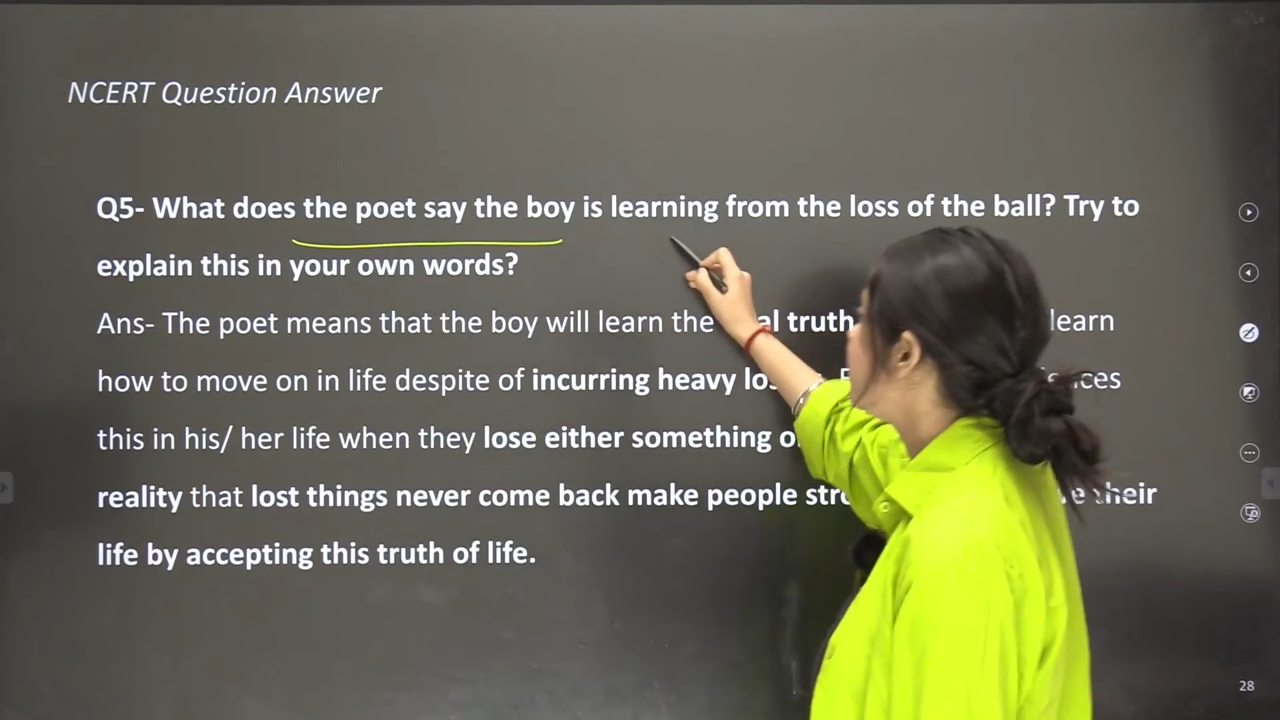 NCERT Question Answer
Q5- What does the poet say the boy is learning from the loss of the ball? Try to
explain this in your own words?
Ans- The poet means that the boy will learn the truth learn
how to move on in life despite of incurring heavy
this in his/ her life when they lose either something
reality that lost things never come back make people their
life by accepting this truth of life.
28